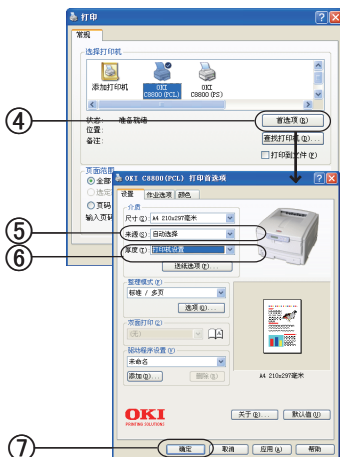 打印
常规
选择打印机
添加打印机
OKI
C8800(PCL)
OKI
C8800(PS)
④
状态: 准备就绪
首选项(R)
位置:
备注:
查找打印机(D)...
打印到文件(F)
页面范围
全部
选定
页码
输入页码
OKI C8800(PCL) 打印首选项
设置 作业选项 颜色
介质
尺寸(Z): A4 210x297毫米
⑤
来源(S): 自动选择
⑥
厚度(T): 打印机设置
送纸选项(F)...
整理模式(F)
标准 / 多页
选项(O)...
双面打印(2)
(无)
驱动程序设置(V)
未命名
添加(D)... 删除(R)
A4 210x297毫米
OKI
PRINTING SOLUTIONS
关于(B)... 默认值(U)
⑦
确定 取消 应用(A) 帮助